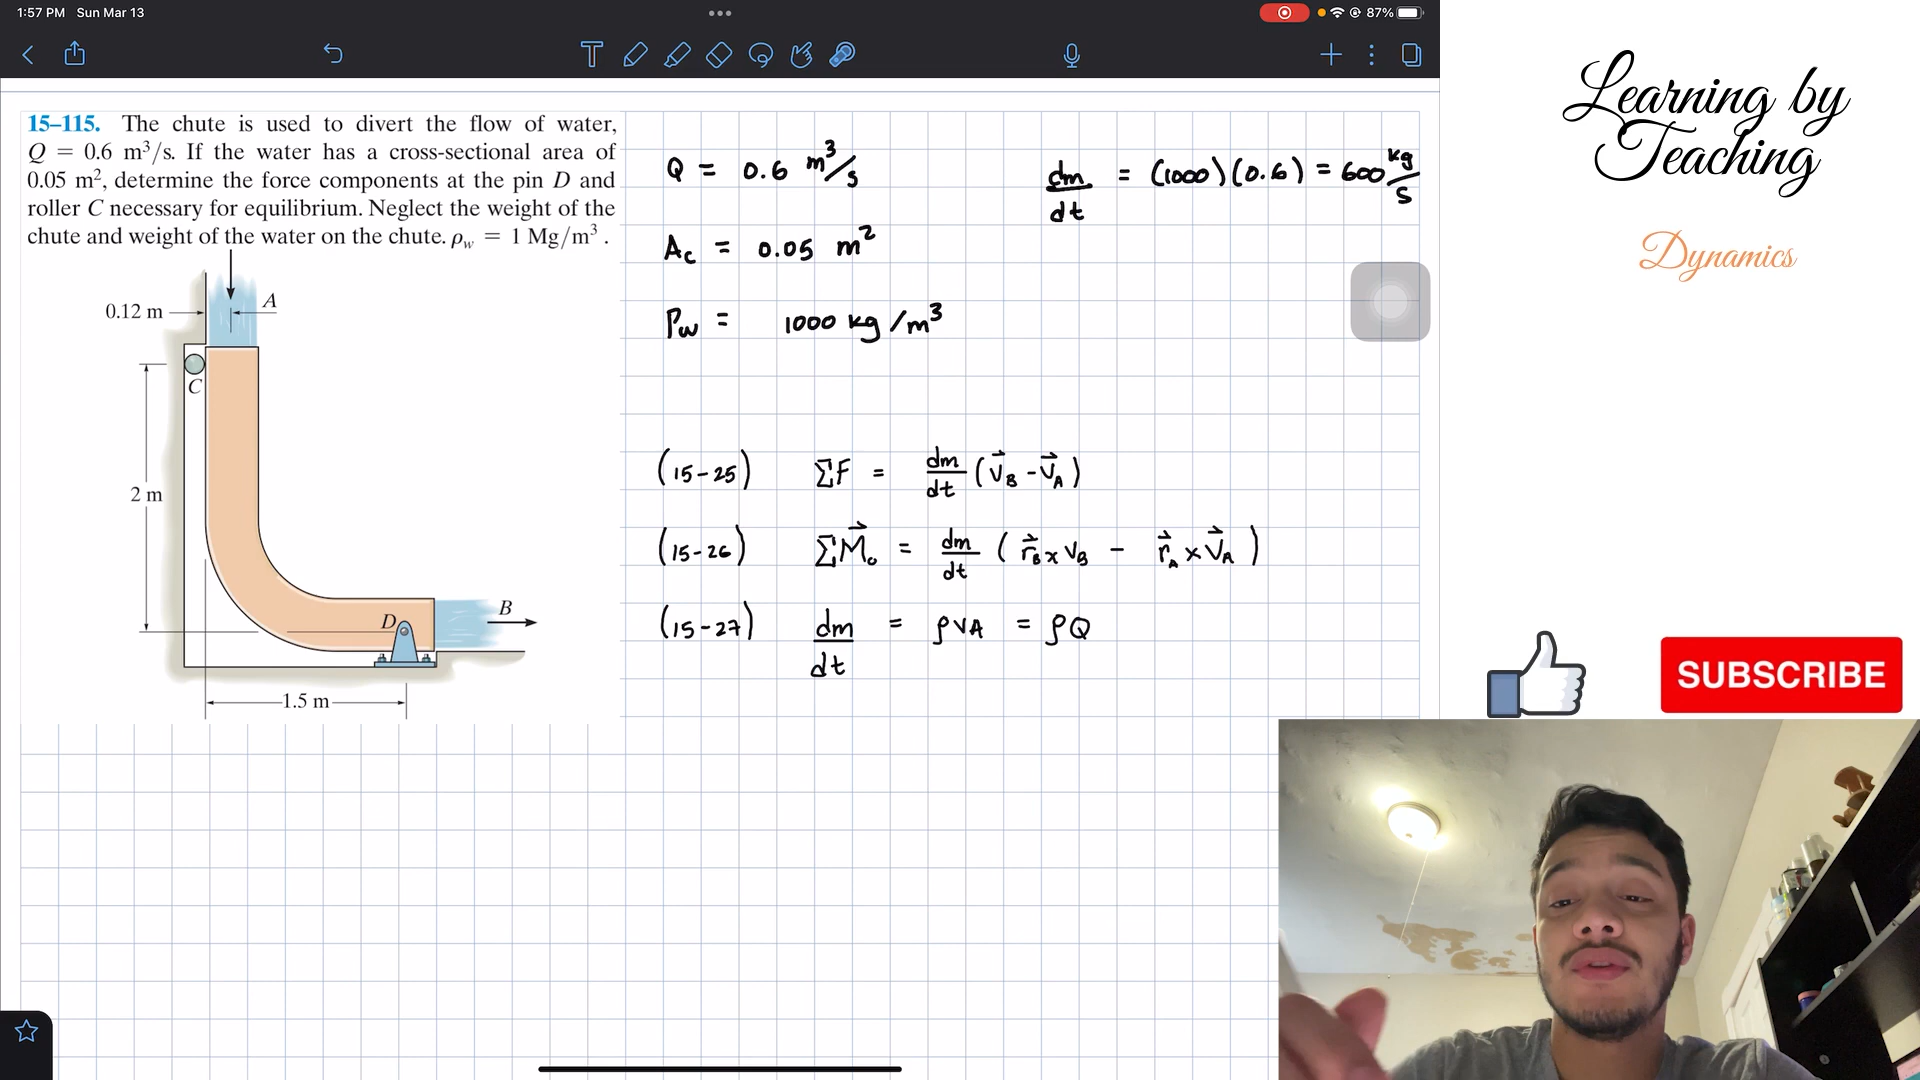 1:57 PM Sun Mar 13
87%
15–115. The chute is used to divert the flow of water,
Q = 0.6 m³/s. If the water has a cross-sectional area of
0.05 m², determine the force components at the pin D and
roller C necessary for equilibrium. Neglect the weight of the
chute and weight of the water on the chute. ρw = 1 Mg/m³.
0.12 m
A
C
2 m
D
B
1.5 m
Q = 0.6 m³/s
dm/dt = (1000)(0.6) = 600 kg/s
Ac = 0.05 m²
Pw = 1000 kg/m³
(15-25) ΣF = dm/dt (v⃗B - v⃗A)
(15-26) ΣM⃗o = dm/dt (r⃗B x VB - r⃗A x V⃗A)
(15-27) dm/dt = ρVA = ρQ
Learning by
Teaching
Dynamics
SUBSCRIBE